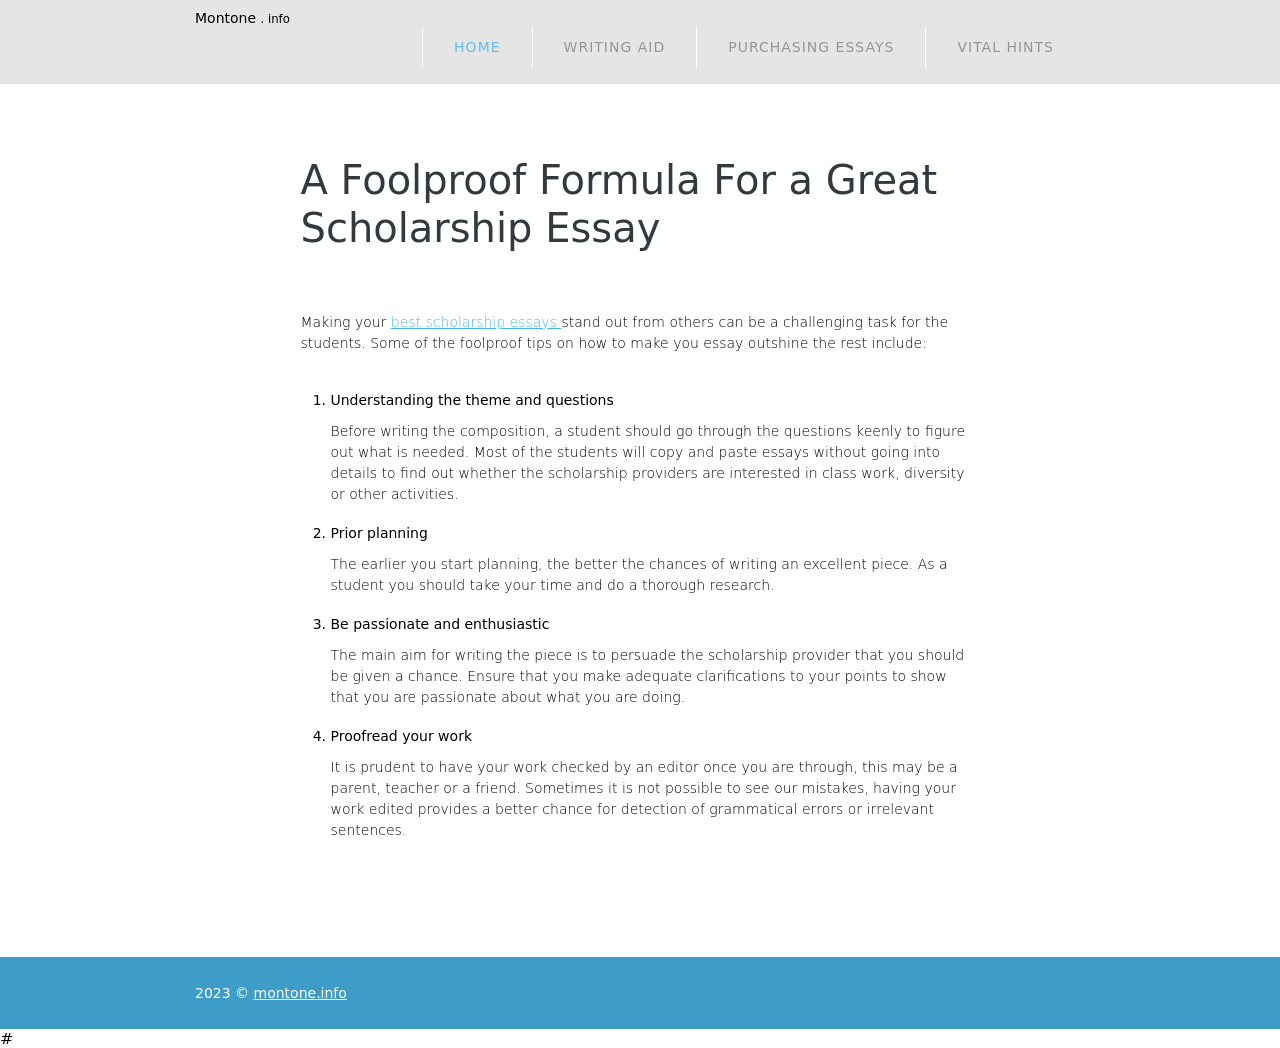 Montone . info
HOME
WRITING AID
PURCHASING ESSAYS
VITAL HINTS
A Foolproof Formula For a Great
Scholarship Essay
Making your best scholarship essays stand out from others can be a challenging task for the
students. Some of the foolproof tips on how to make you essay outshine the rest include:
1. Understanding the theme and questions
Before writing the composition, a student should go through the questions keenly to figure
out what is needed. Most of the students will copy and paste essays without going into
details to find out whether the scholarship providers are interested in class work, diversity
or other activities.
2. Prior planning
The earlier you start planning, the better the chances of writing an excellent piece. As a
student you should take your time and do a thorough research.
3. Be passionate and enthusiastic
The main aim for writing the piece is to persuade the scholarship provider that you should
be given a chance. Ensure that you make adequate clarifications to your points to show
that you are passionate about what you are doing.
4. Proofread your work
It is prudent to have your work checked by an editor once you are through, this may be a
parent, teacher or a friend. Sometimes it is not possible to see our mistakes, having your
work edited provides a better chance for detection of grammatical errors or irrelevant
sentences.
2023 © montone.info
#